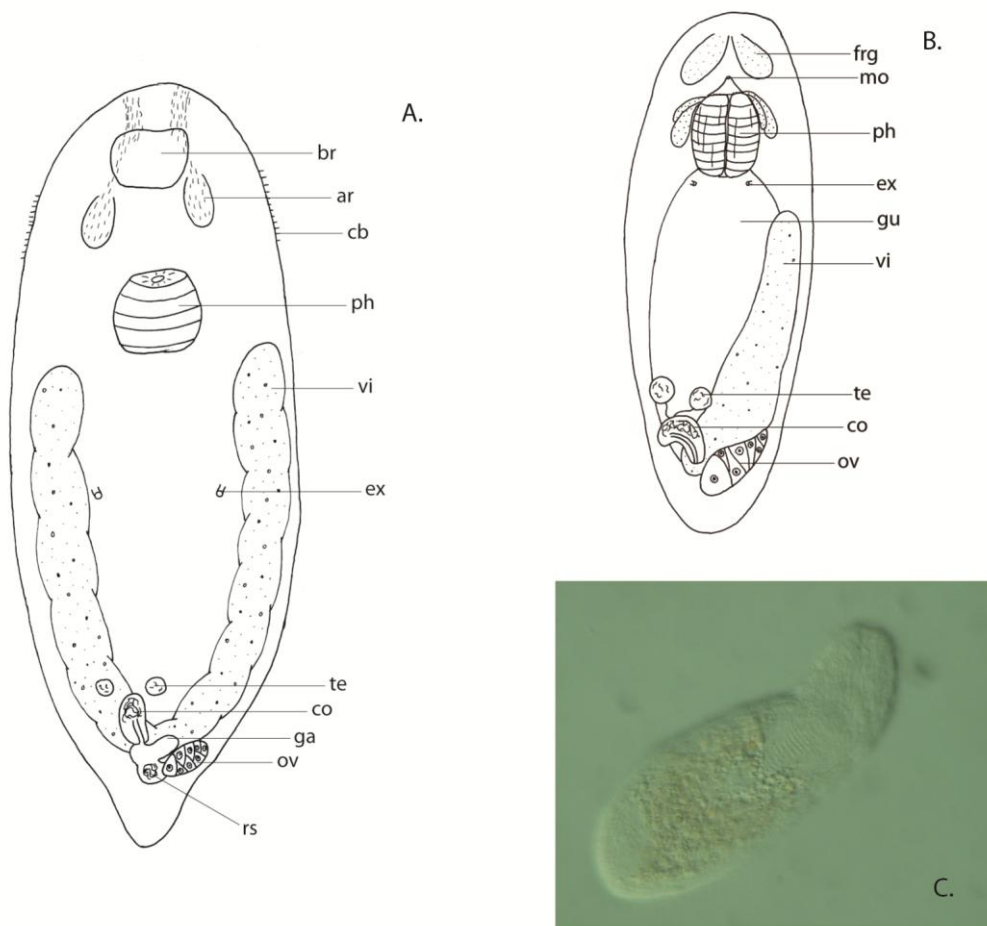 A.
br
ar
cb
ph
vi
ex
te
co
ga
ov
rs
B.
frg
mo
ph
ex
gu
vi
te
co
ov
C.